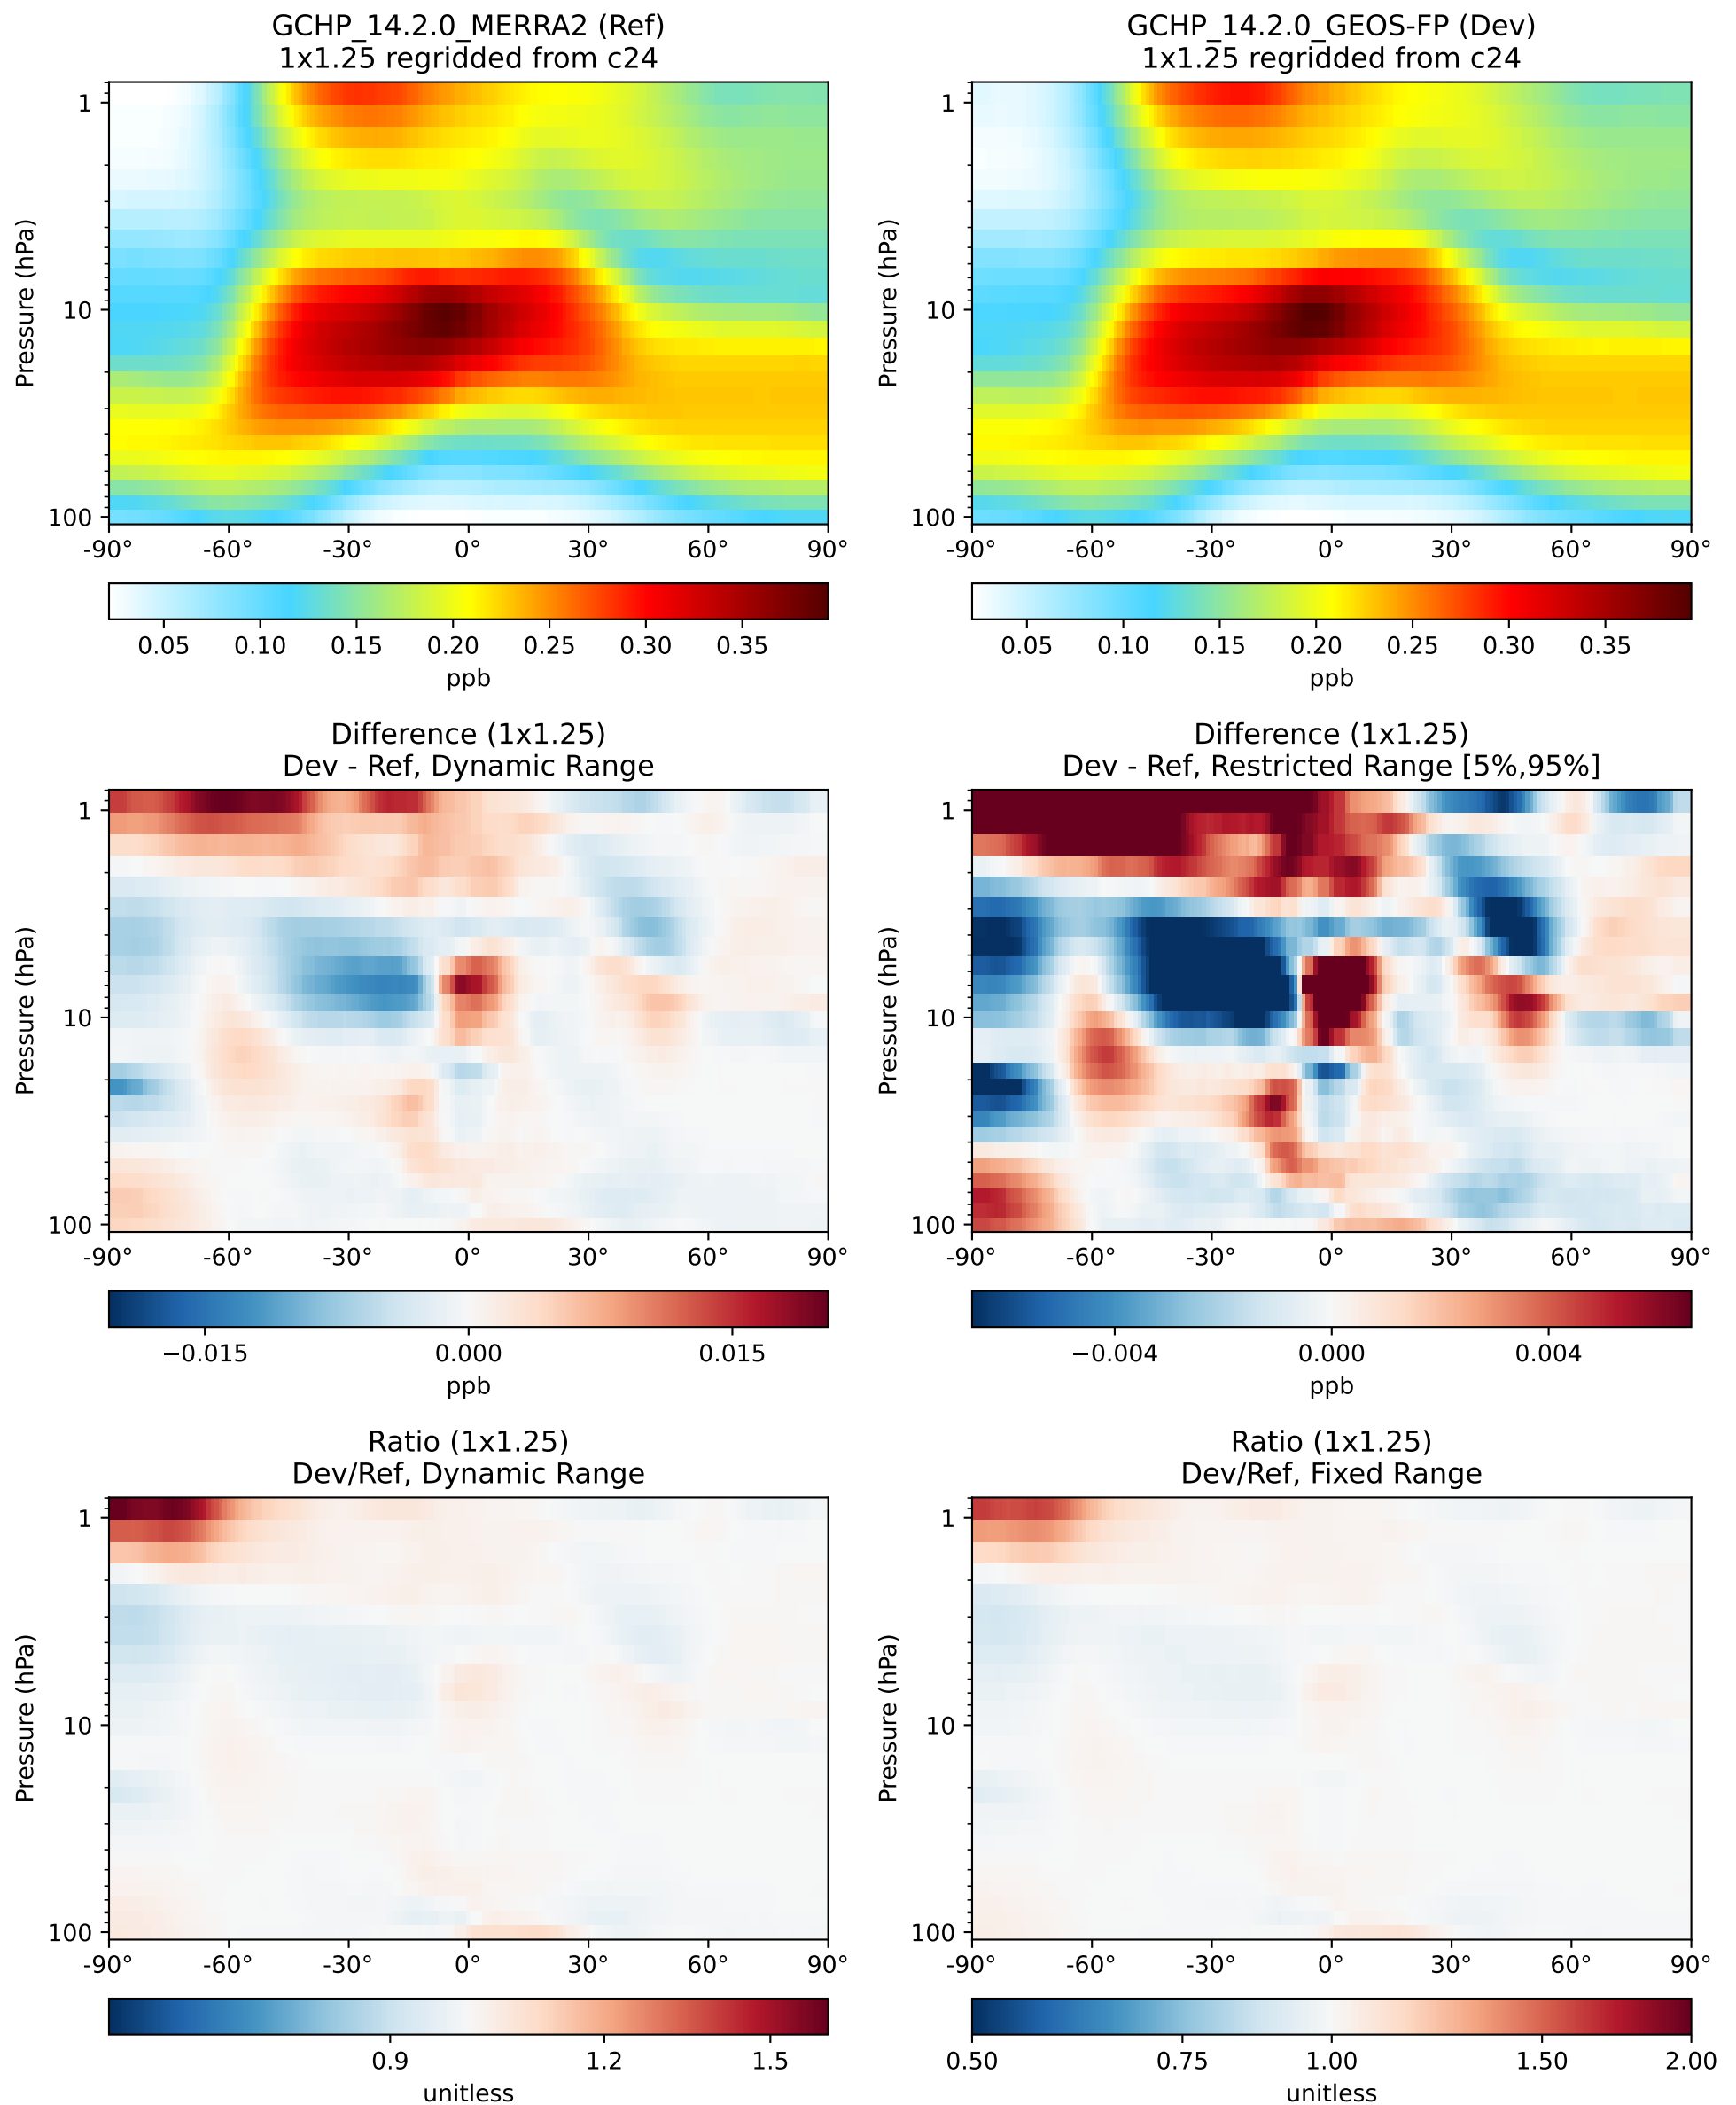 GCHP_14.2.0_MERRA2 (Ref)
1x1.25 regridded from c24
Pressure (hPa)
1
10
100
-90° -60° -30° 0° 30° 60° 90°
0.05 0.10 0.15 0.20 0.25 0.30 0.35
ppb
GCHP_14.2.0_GEOS-FP (Dev)
1x1.25 regridded from c24
Pressure (hPa)
1
10
100
-90° -60° -30° 0° 30° 60° 90°
0.05 0.10 0.15 0.20 0.25 0.30 0.35
ppb
Difference (1x1.25)
Dev - Ref, Dynamic Range
Pressure (hPa)
1
10
100
-90° -60° -30° 0° 30° 60° 90°
−0.015 0.000 0.015
ppb
Difference (1x1.25)
Dev - Ref, Restricted Range [5%,95%]
Pressure (hPa)
1
10
100
-90° -60° -30° 0° 30° 60° 90°
−0.004 0.000 0.004
ppb
Ratio (1x1.25)
Dev/Ref, Dynamic Range
Pressure (hPa)
1
10
100
-90° -60° -30° 0° 30° 60° 90°
0.9 1.2 1.5
unitless
Ratio (1x1.25)
Dev/Ref, Fixed Range
Pressure (hPa)
1
10
100
-90° -60° -30° 0° 30° 60° 90°
0.50 0.75 1.00 1.50 2.00
unitless